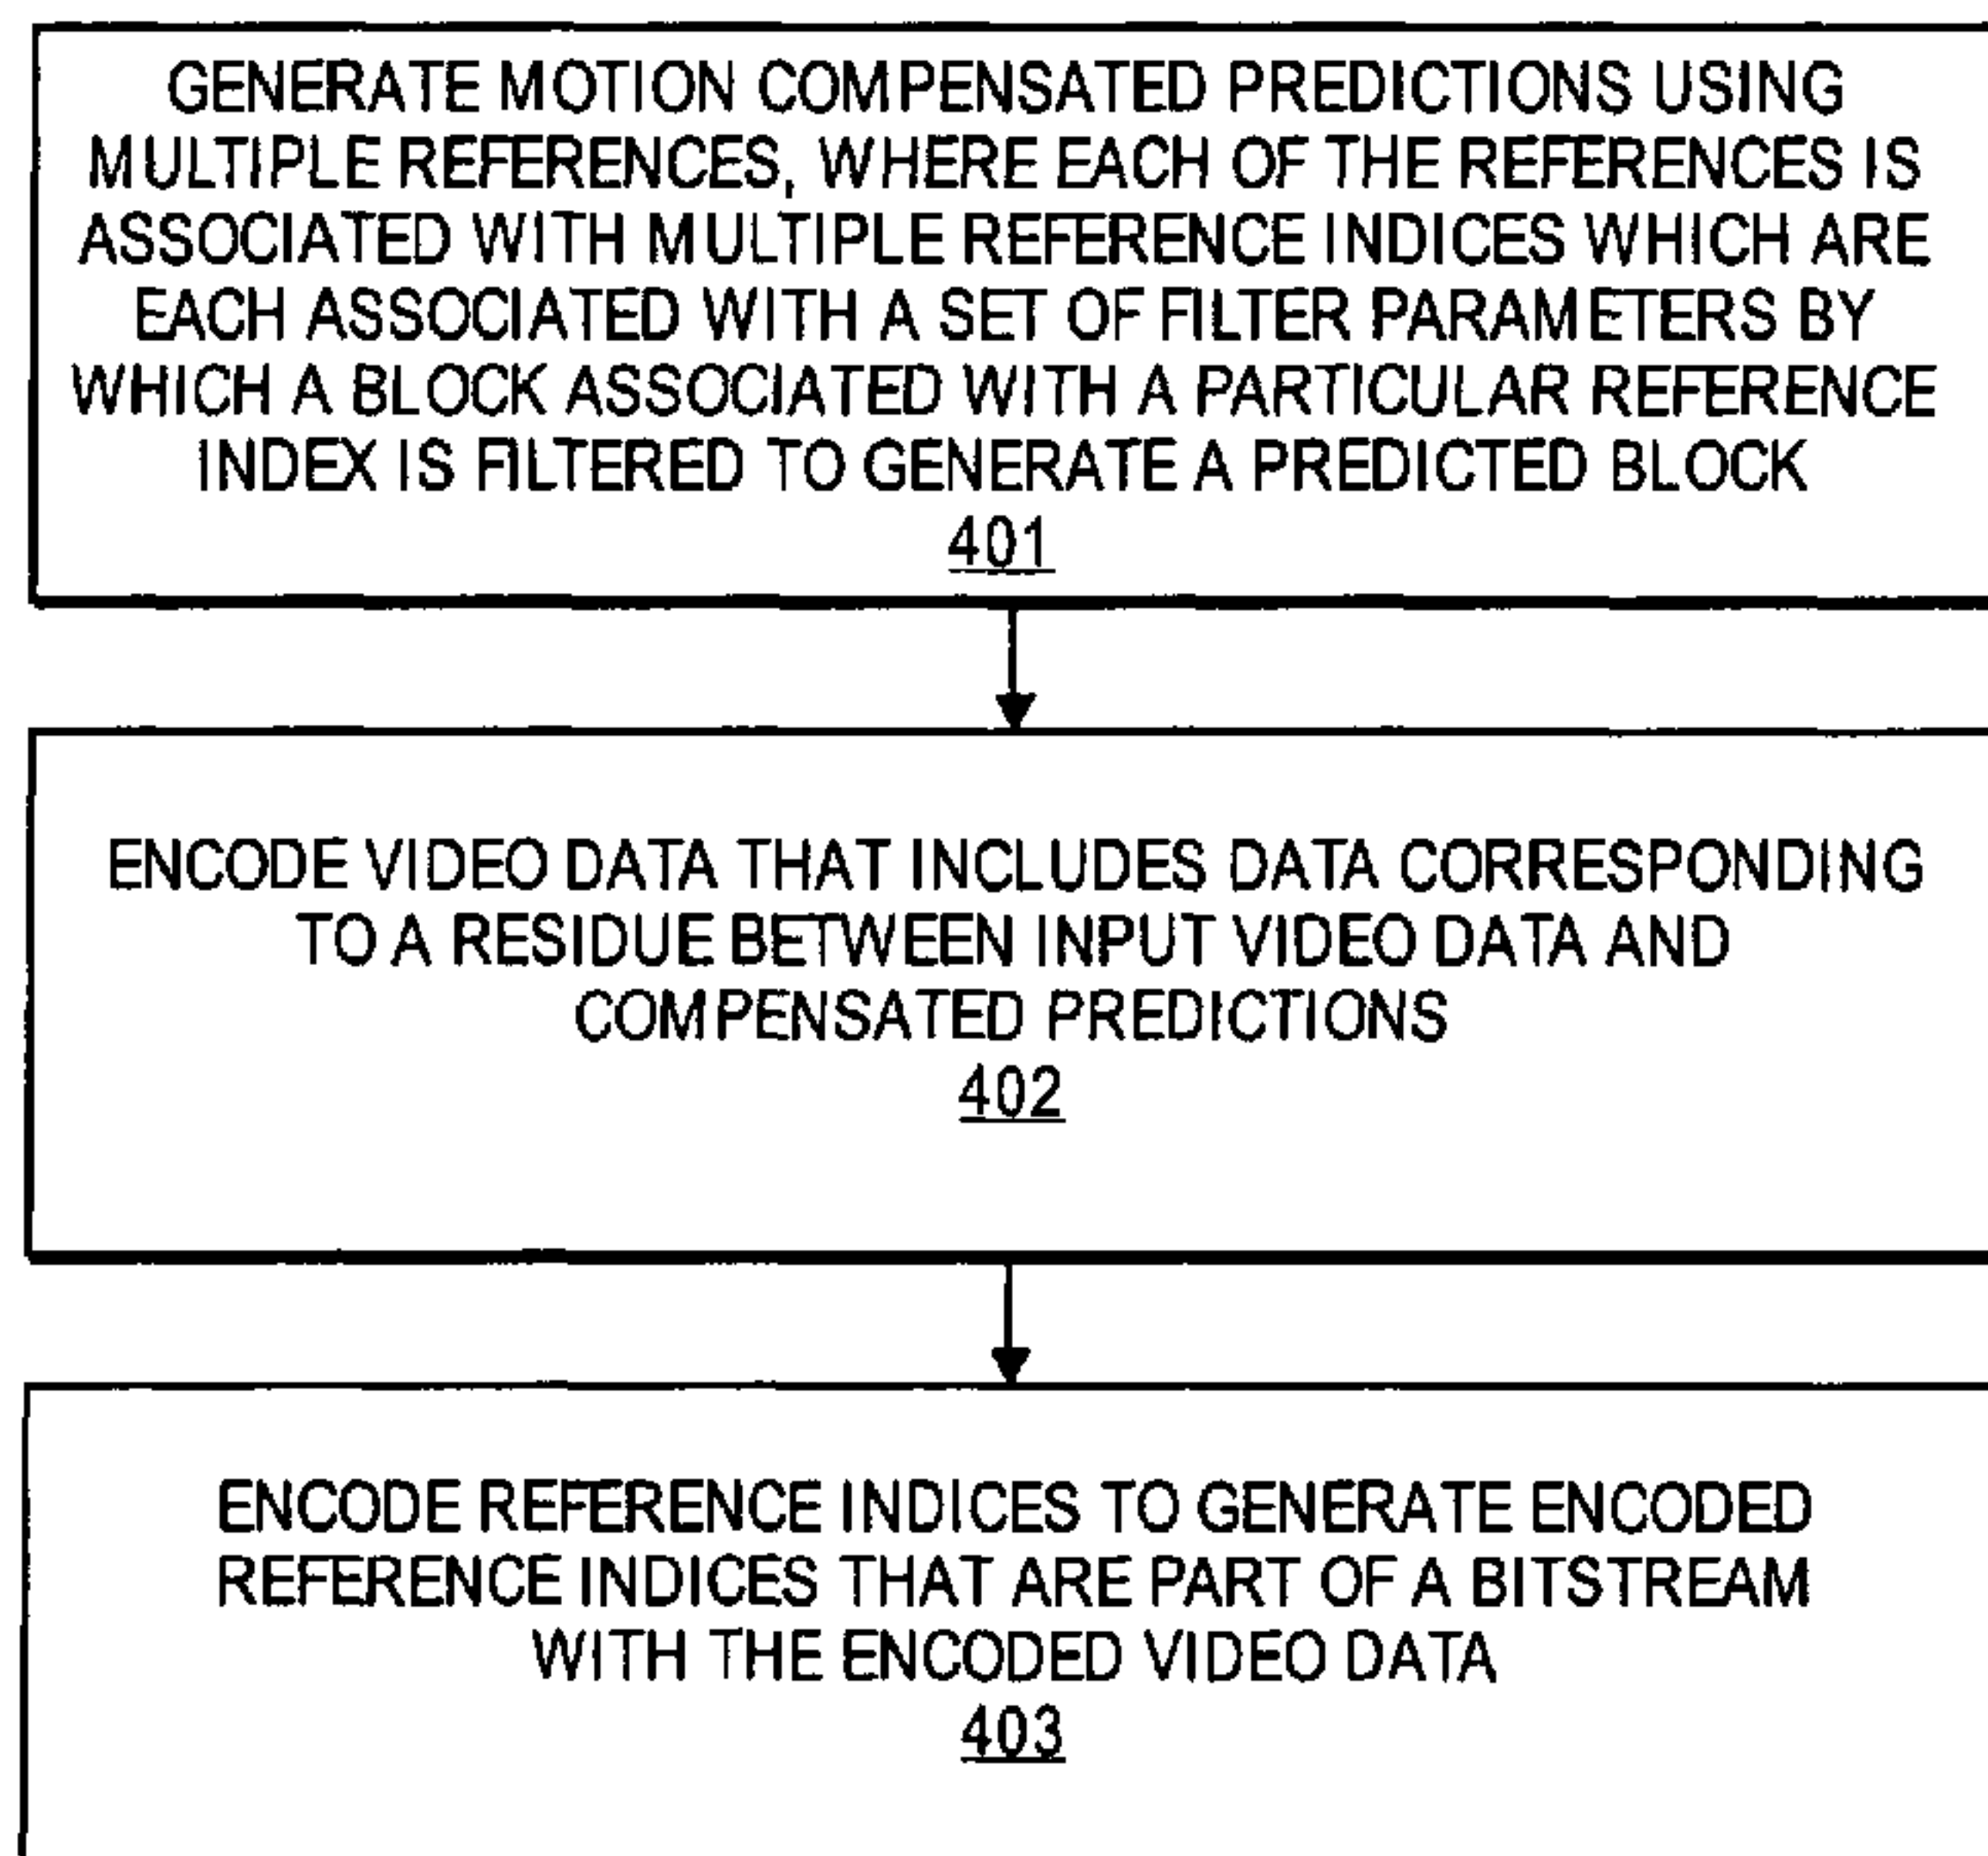 GENERATE MOTION COMPENSATED PREDICTIONS USING
MULTIPLE REFERENCES, WHERE EACH OF THE REFERENCES IS
ASSOCIATED WITH MULTIPLE REFERENCE INDICES WHICH ARE
EACH ASSOCIATED WITH A SET OF FILTER PARAMETERS BY
WHICH A BLOCK ASSOCIATED WITH A PARTICULAR REFERENCE
INDEX IS FILTERED TO GENERATE A PREDICTED BLOCK
401
ENCODE VIDEO DATA THAT INCLUDES DATA CORRESPONDING
TO A RESIDUE BETWEEN INPUT VIDEO DATA AND
COMPENSATED PREDICTIONS
402
ENCODE REFERENCE INDICES TO GENERATE ENCODED
REFERENCE INDICES THAT ARE PART OF A BITSTREAM
WITH THE ENCODED VIDEO DATA
403